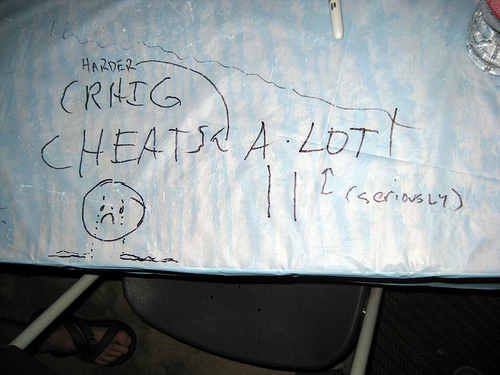 HARDER
CRAIG
CHEATS A LOT!
(SERIOUSLY)